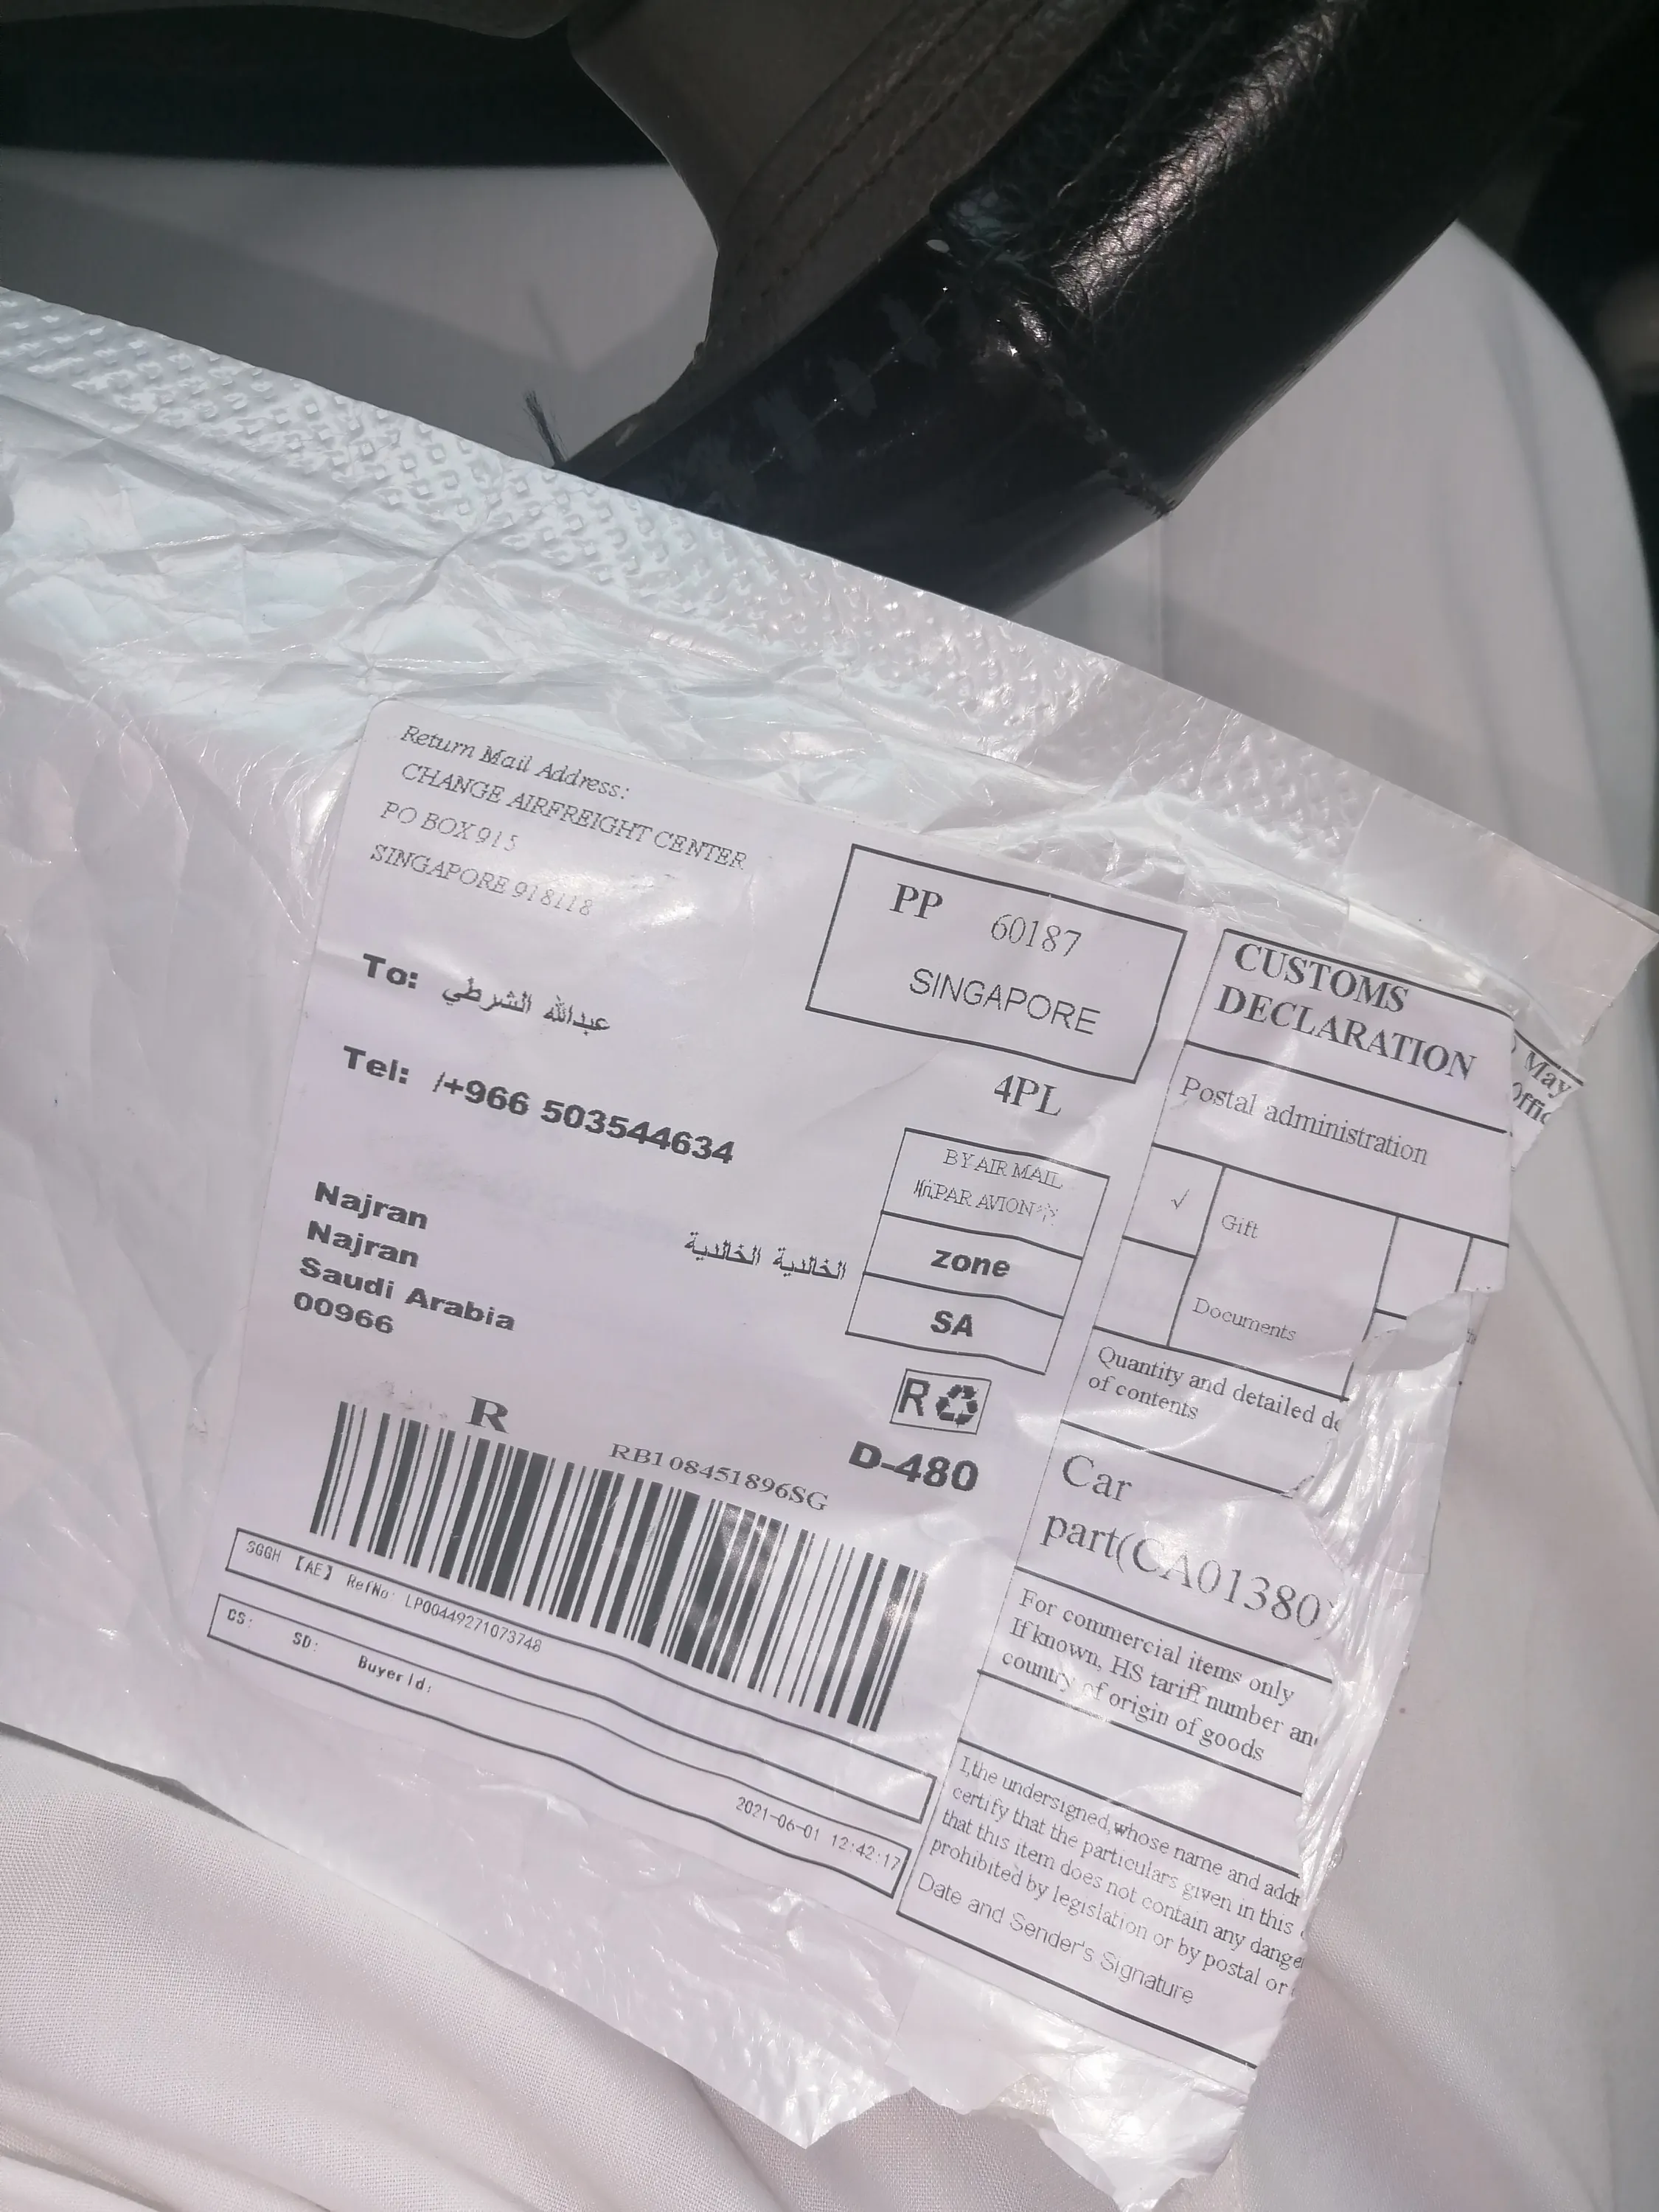 Return Mail Address:
CHANGE AIRFREIGHT CENTER
PO BOX 915
SINGAPORE 918118
PP 60187
SINGAPORE
4PL
To: عبدالله الشرطي
Tel: /+966 503544634
Najran
Najran
Saudi Arabia
00966
الخالدية الخالدية
BY AIR MAIL
PAR AVION
zone
SA
R
D-480
R
RB108451896SG
SGGH 【AE】 RefNo: LP00449271073748
CS: SD: Buyer Id:
2021-06-01 12:42:17
CUSTOMS
DECLARATION
May
Postal administration
√ Gift
Documents
Quantity and detailed
of contents
Car
part(CA01380)
For commercial items only
If known, HS tariff number
country of origin of goods
I,the undersigned,whose name and
certify that the particulars given in this
that this item does not contain any
prohibited by legislation or by postal or
Date and Sender's Signature